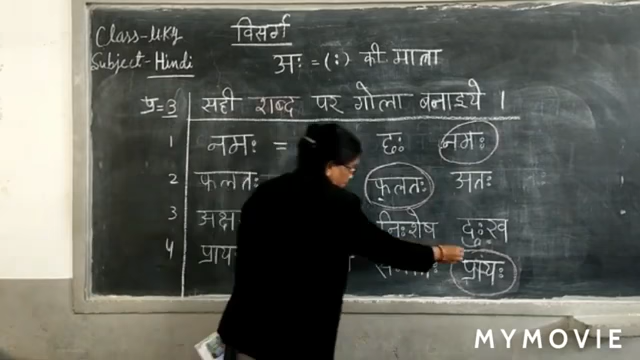 Class-UKG
विसर्ग
Subject-Hindi
अः = (ः) की माला
प्र=3 सही शब्द पर गोला बनाइये ।
1 नमः = छः नमः
2 फलतः फलतः अतः
3 अक्ष निःशेष दुःख
4 प्राय प्रायः
MYMOVIE